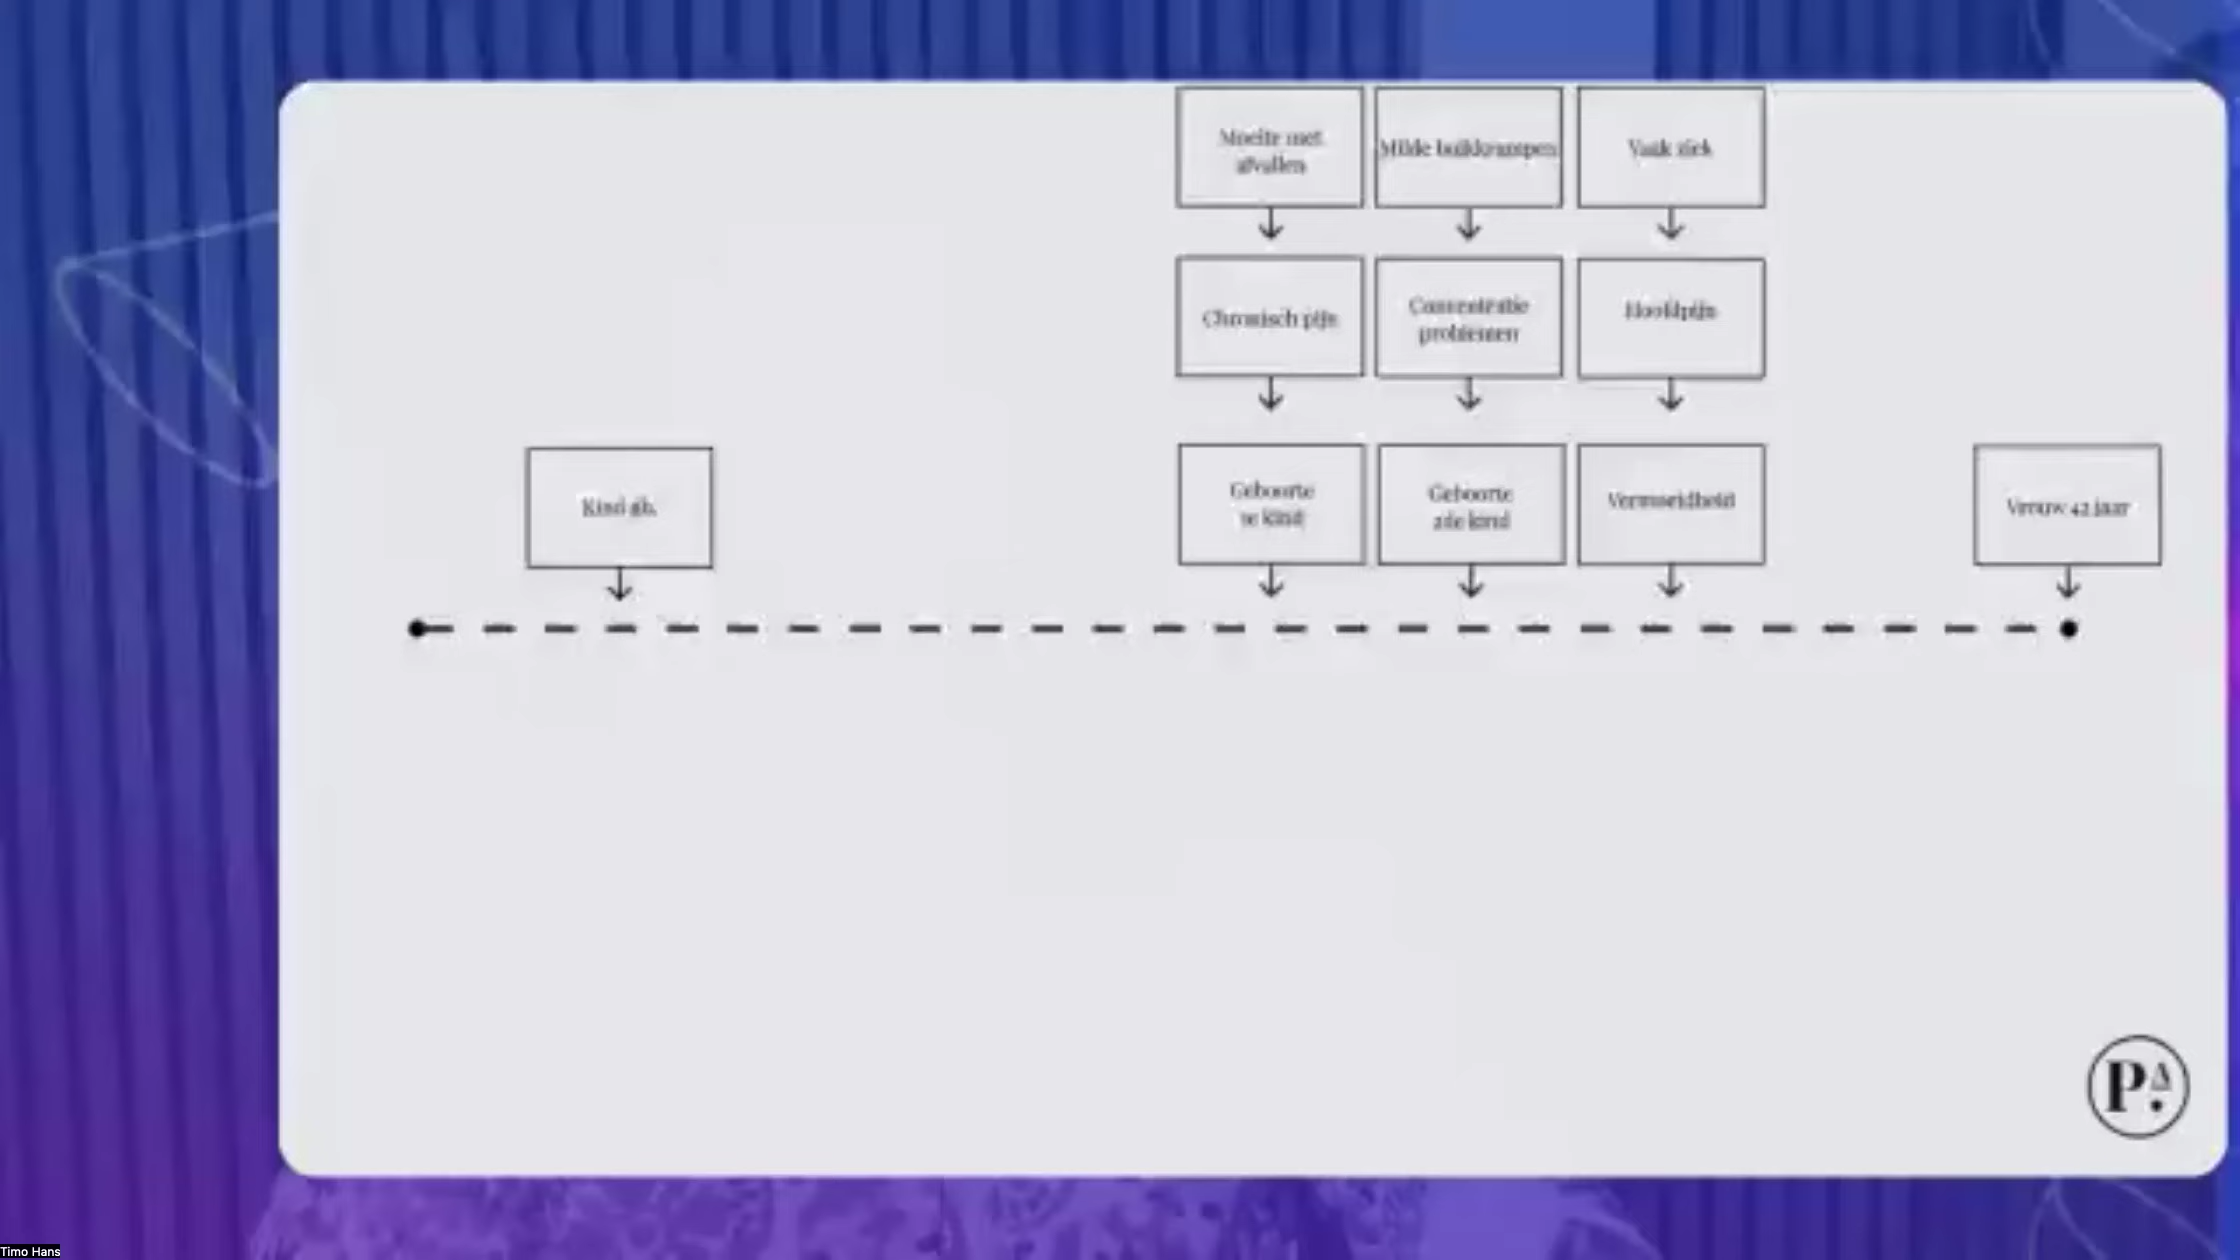 Moeite met
afvallen
Milde buikkrampen
Vaak ziek
Chronisch pijn
Concentratie
problemen
Hoofdpijn
Kind
Geboorte
1e kind
Geboorte
2de kind
Vermoeidheid
Vrouw 42 jaar
PA
Timo Hans